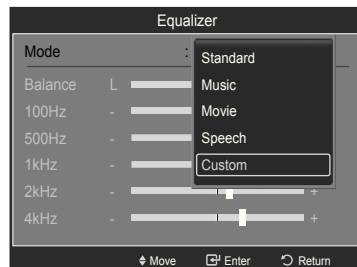 Equalizer
Mode :
Standard
Balance L
Music
100Hz -
Movie
500Hz -
Speech
1kHz -
Custom
2kHz - +
4kHz - +
Move Enter Return